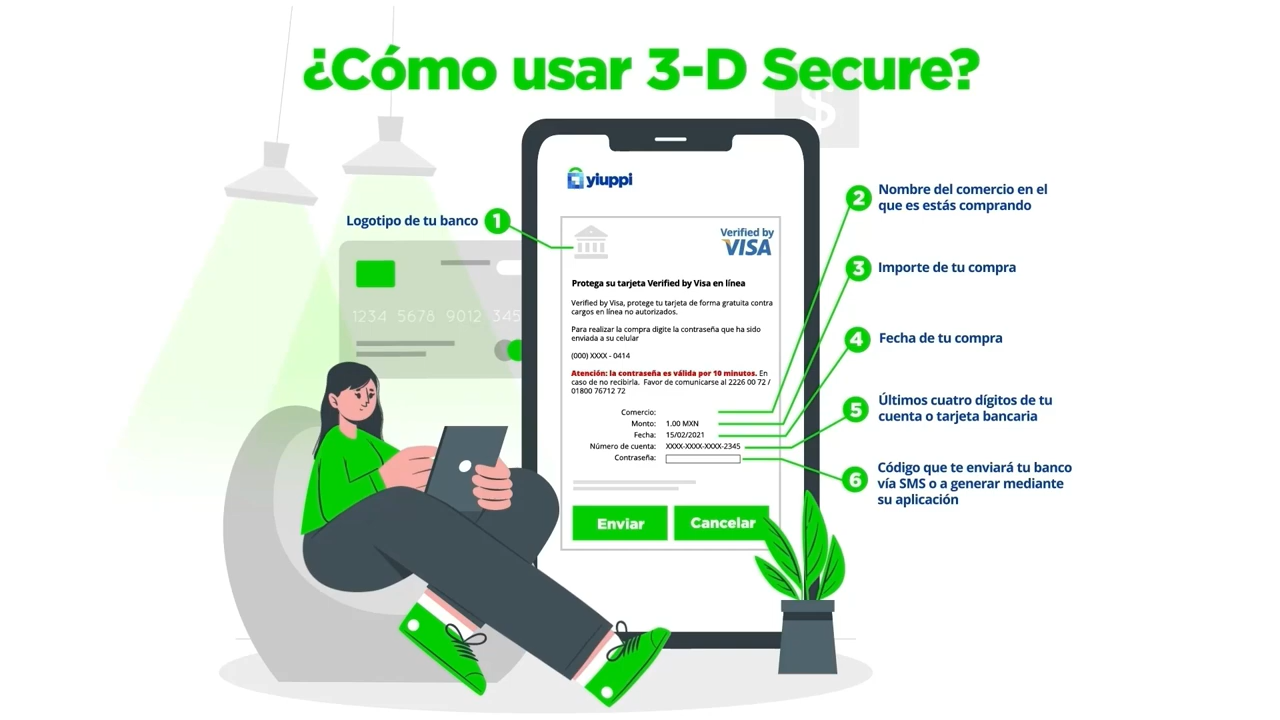 ¿Cómo usar 3-D Secure?
$
yiuppi
Logotipo de tu banco 1
Verified by
VISA
Protega su tarjeta Verified by Visa en línea
Verified by Visa, protege tu tarjeta de forma gratuita contra
cargos en línea no autorizados.
Para realizar la compra digite la contraseña que ha sido
enviada a su celular
(000) XXXX - 0414
Atención: la contraseña es válida por 10 minutos. En
caso de no recibirla. Favor de comunicarse al 2226 00 72 /
01800 76712 72
Comercio:
Monto: 1.00 MXN
Fecha: 15/02/2021
Número de cuenta: XXXX-XXXX-XXXX-2345
Contraseña:
Enviar
Cancelar
2 Nombre del comercio en el
que es estás comprando
3 Importe de tu compra
4 Fecha de tu compra
5 Últimos cuatro dígitos de tu
cuenta o tarjeta bancaria
6 Código que te enviará tu banco
vía SMS o a generar mediante
su aplicación
1234 5678 9012 345